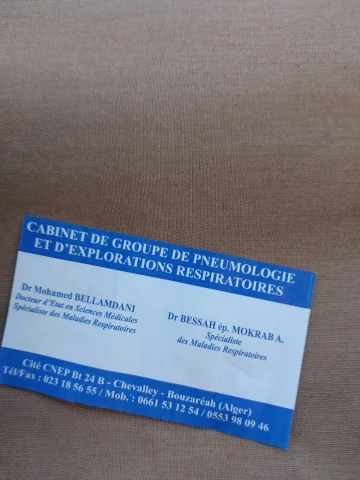 CABINET DE GROUPE DE PNEUMOLOGIE
ET D'EXPLORATIONS RESPIRATOIRES
Dr Mohamed BELLAMDANI
Docteur d'Etat en Sciences Médicales
Spécialiste des Maladies Respiratoires
Dr BESSAH ép. MOKRAB A.
Spécialiste
des Maladies Respiratoires
Cité CNEP Bt 24 B - Chevalley - Bouzaréah (Alger)
Tél/Fax : 023 18 56 55 / Mob.: 0661 53 12 54 / 0553 98 09 46